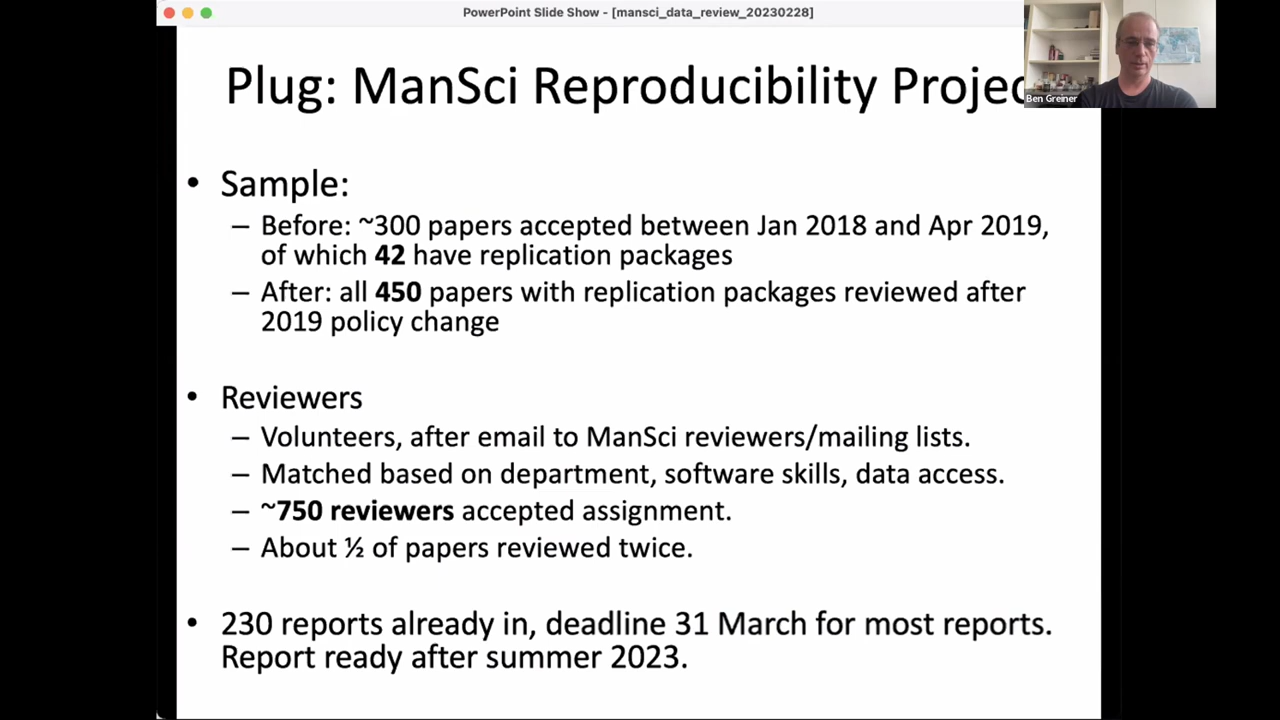 PowerPoint Slide Show - [mansci_data_review_20230228]
Plug: ManSci Reproducibility Projec
Ben Greiner
• Sample:
– Before: ~300 papers accepted between Jan 2018 and Apr 2019,
of which 42 have replication packages
– After: all 450 papers with replication packages reviewed after
2019 policy change
• Reviewers
– Volunteers, after email to ManSci reviewers/mailing lists.
– Matched based on department, software skills, data access.
– ~750 reviewers accepted assignment.
– About ½ of papers reviewed twice.
• 230 reports already in, deadline 31 March for most reports.
Report ready after summer 2023.